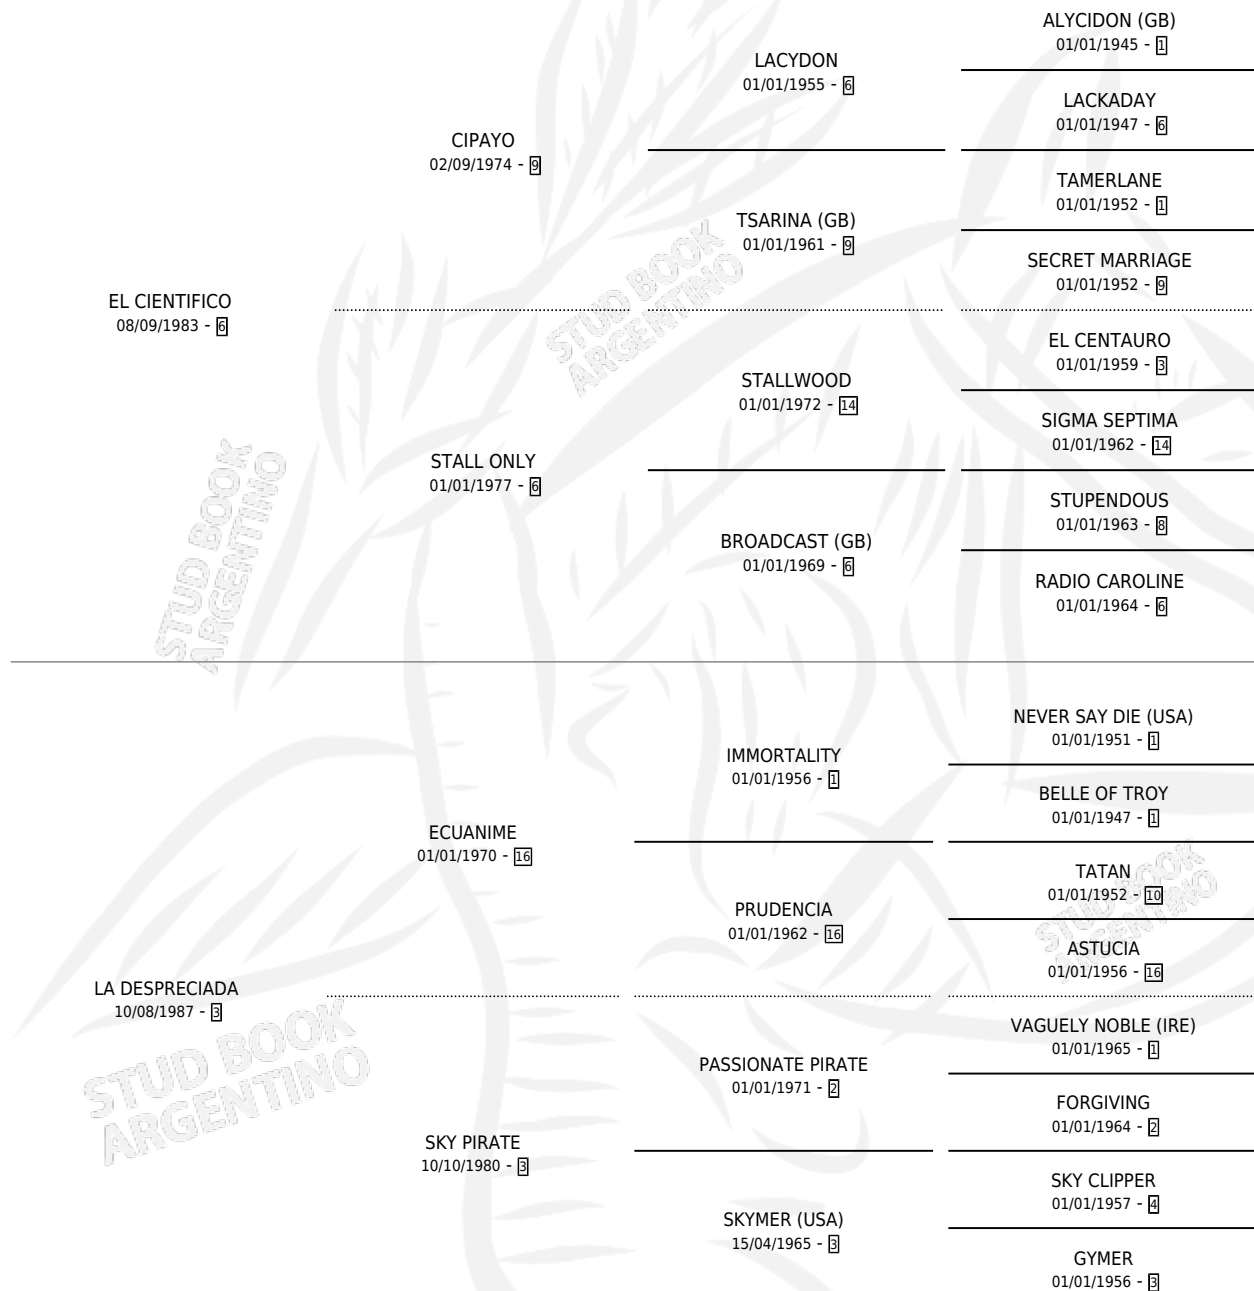 ALYCIDON (GB)
01/01/1945 - 1
LACYDON
01/01/1955 - 6
LACKADAY
01/01/1947 - 6
CIPAYO
02/09/1974 - 9
TAMERLANE
01/01/1952 - 1
TSARINA (GB)
01/01/1961 - 9
SECRET MARRIAGE
01/01/1952 - 9
EL CIENTIFICO
08/09/1983 - 6
EL CENTAURO
01/01/1959 - 3
STALLWOOD
01/01/1972 - 14
SIGMA SEPTIMA
01/01/1962 - 14
STALL ONLY
01/01/1977 - 6
STUPENDOUS
01/01/1963 - 8
BROADCAST (GB)
01/01/1969 - 6
RADIO CAROLINE
01/01/1964 - 6
NEVER SAY DIE (USA)
01/01/1951 - 1
IMMORTALITY
01/01/1956 - 1
BELLE OF TROY
01/01/1947 - 1
ECUANIME
01/01/1970 - 16
TATAN
01/01/1952 - 10
PRUDENCIA
01/01/1962 - 16
ASTUCIA
01/01/1956 - 16
LA DESPRECIADA
10/08/1987 - 3
VAGUELY NOBLE (IRE)
01/01/1965 - 1
PASSIONATE PIRATE
01/01/1971 - 2
FORGIVING
01/01/1964 - 2
SKY PIRATE
10/10/1980 - 3
SKY CLIPPER
01/01/1957 - 4
SKYMER (USA)
15/04/1965 - 3
GYMER
01/01/1956 - 3
STUD BOOK
ARGENTINO
STUD BOOK
ARGENTINO
STUD BOOK
ARGENTINO
STUD BOOK
ARGENTINO